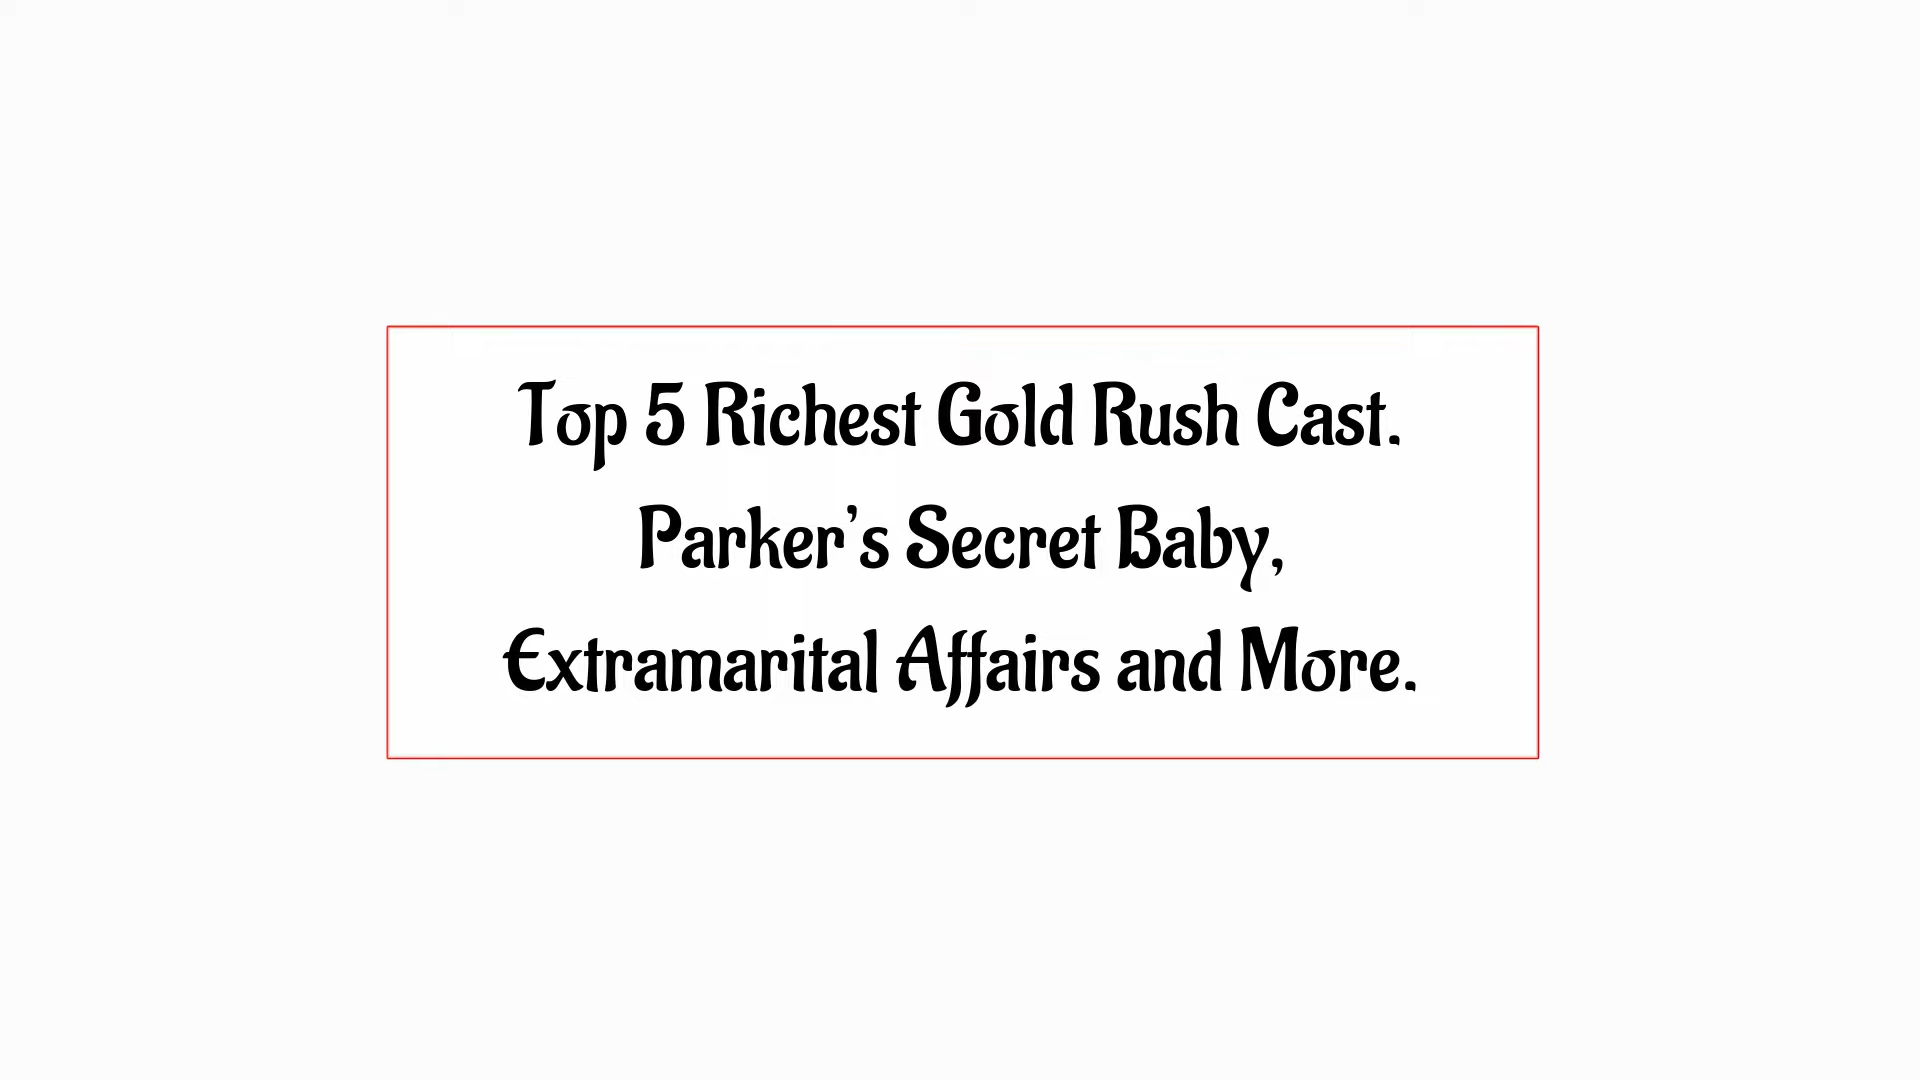 Top 5 Richest Gold Rush Cast.
Parker’s Secret Baby,
Extramarital Affairs and More.